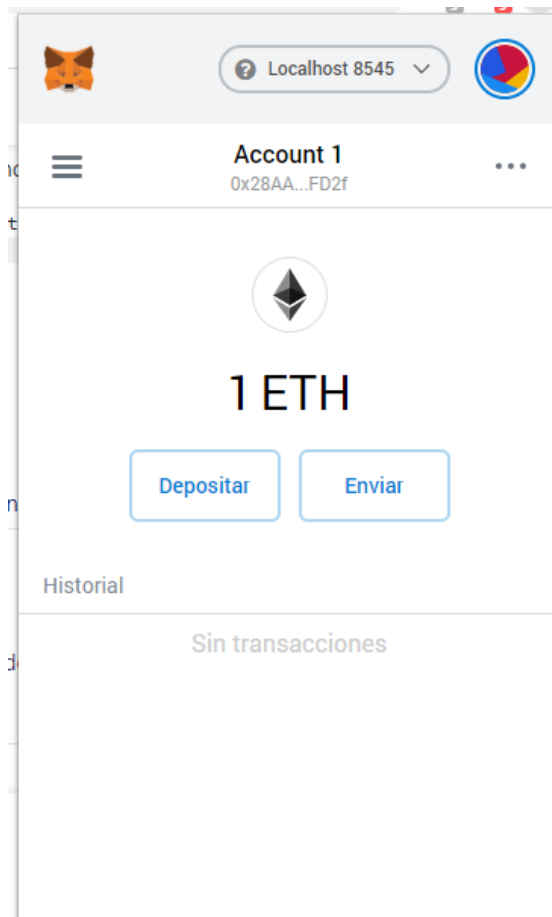 Localhost 8545
Account 1
0x28AA...FD2f
1 ETH
Depositar
Enviar
Historial
Sin transacciones